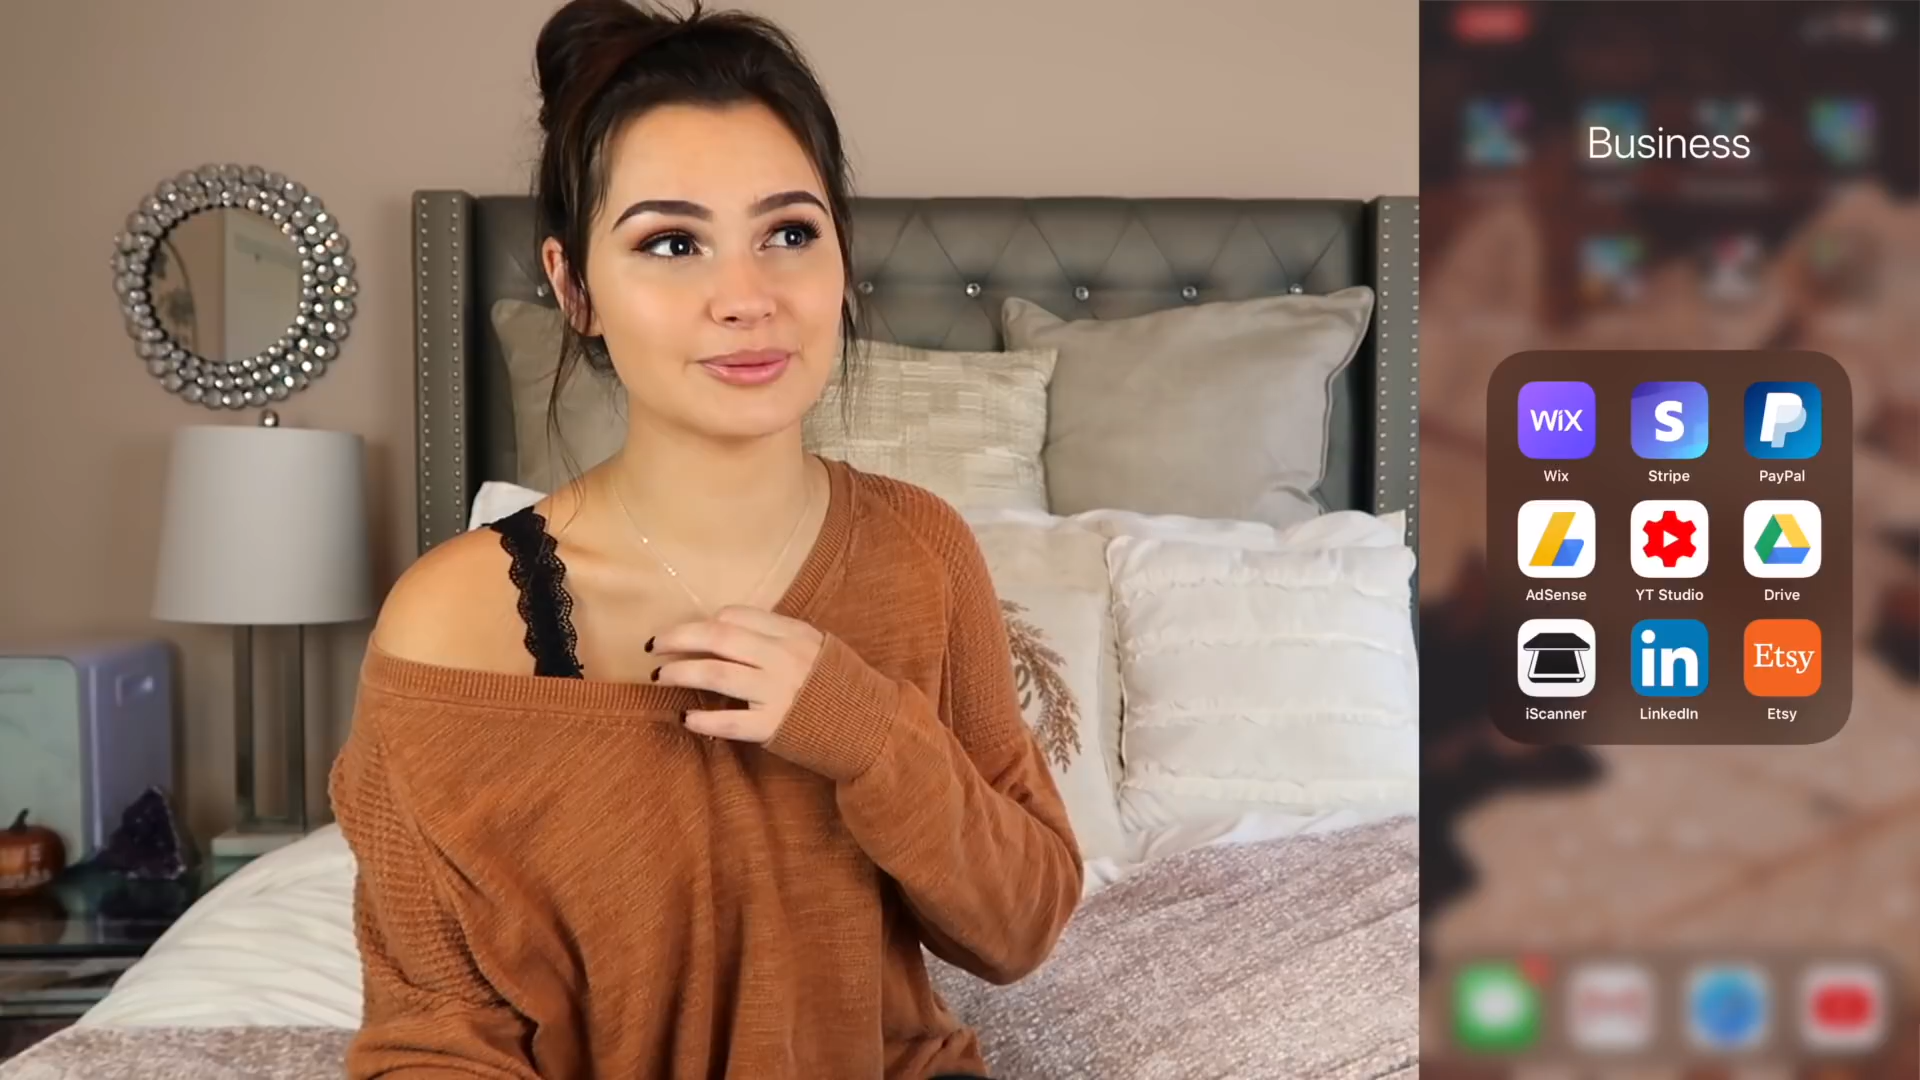 Business
WiX
S
P
Wix
Stripe
PayPal
AdSense
YT Studio
Drive
in
Etsy
iScanner
LinkedIn
Etsy